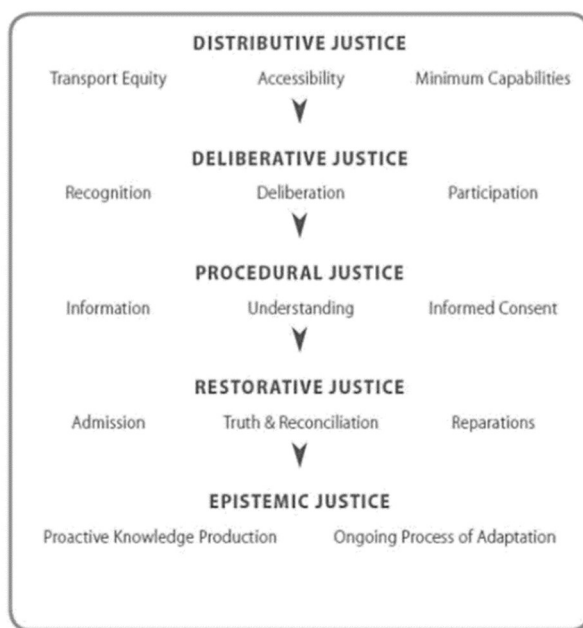 DISTRIBUTIVE JUSTICE
Transport Equity Accessibility Minimum Capabilities
DELIBERATIVE JUSTICE
Recognition Deliberation Participation
PROCEDURAL JUSTICE
Information Understanding Informed Consent
RESTORATIVE JUSTICE
Admission Truth & Reconciliation Reparations
EPISTEMIC JUSTICE
Proactive Knowledge Production Ongoing Process of Adaptation